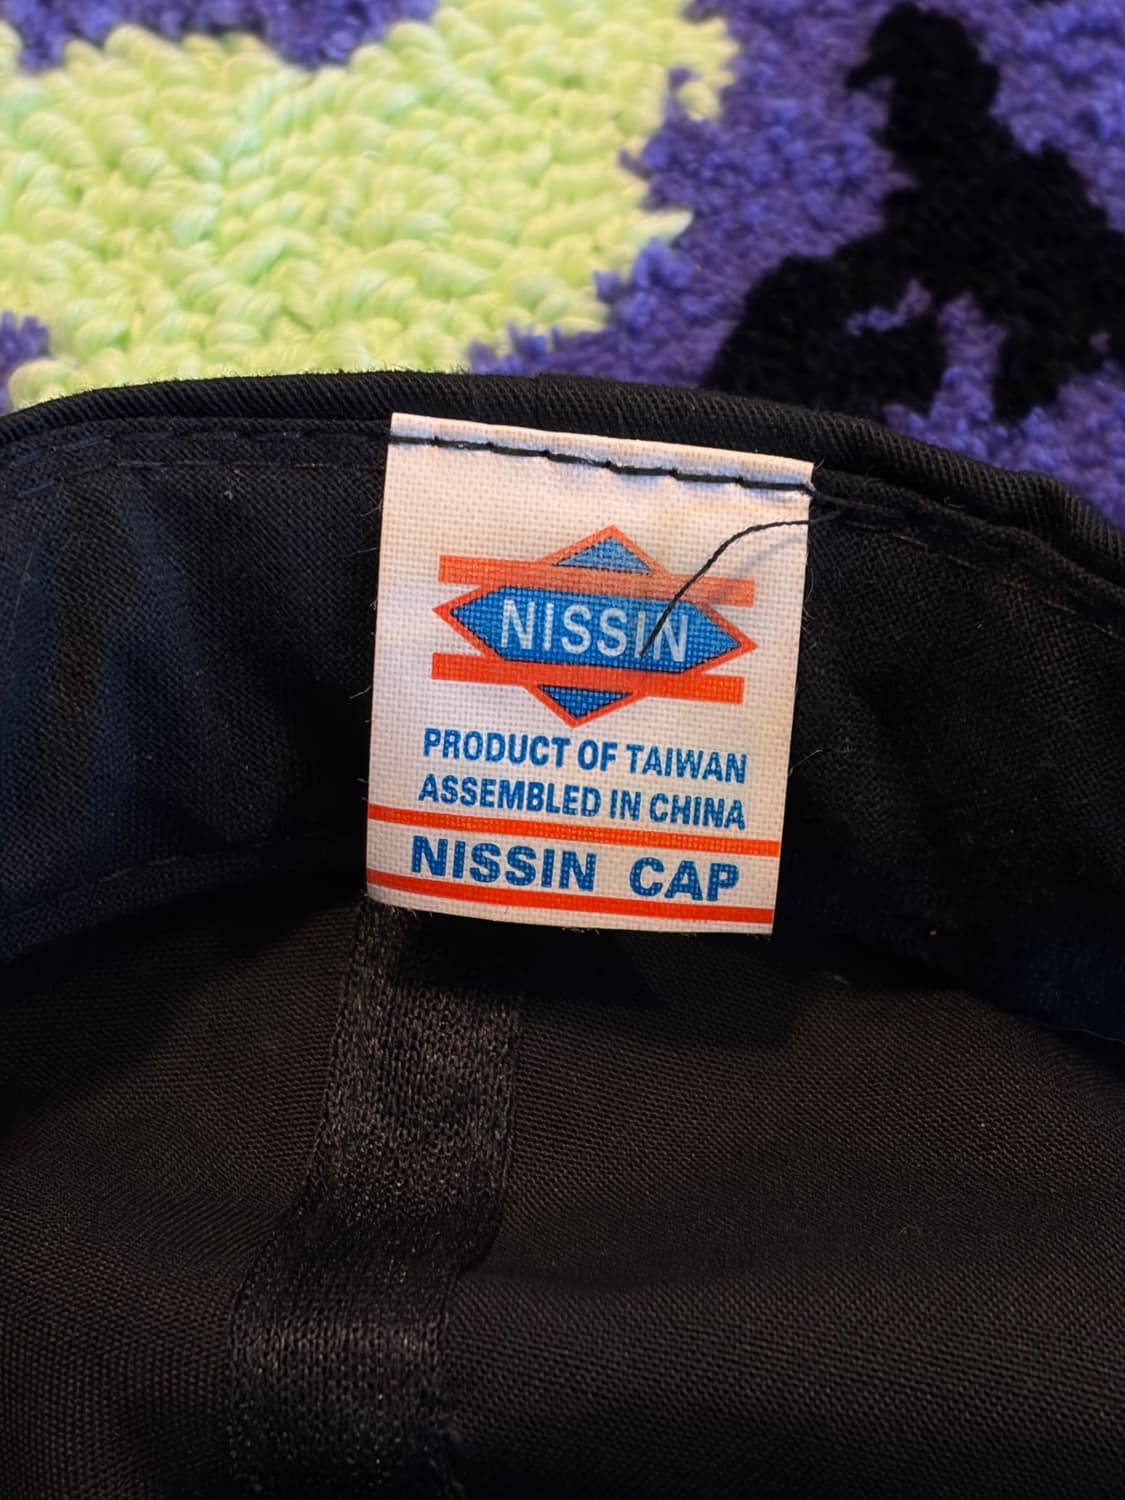 NISSIN
PRODUCT OF TAIWAN
ASSEMBLED IN CHINA
NISSIN CAP